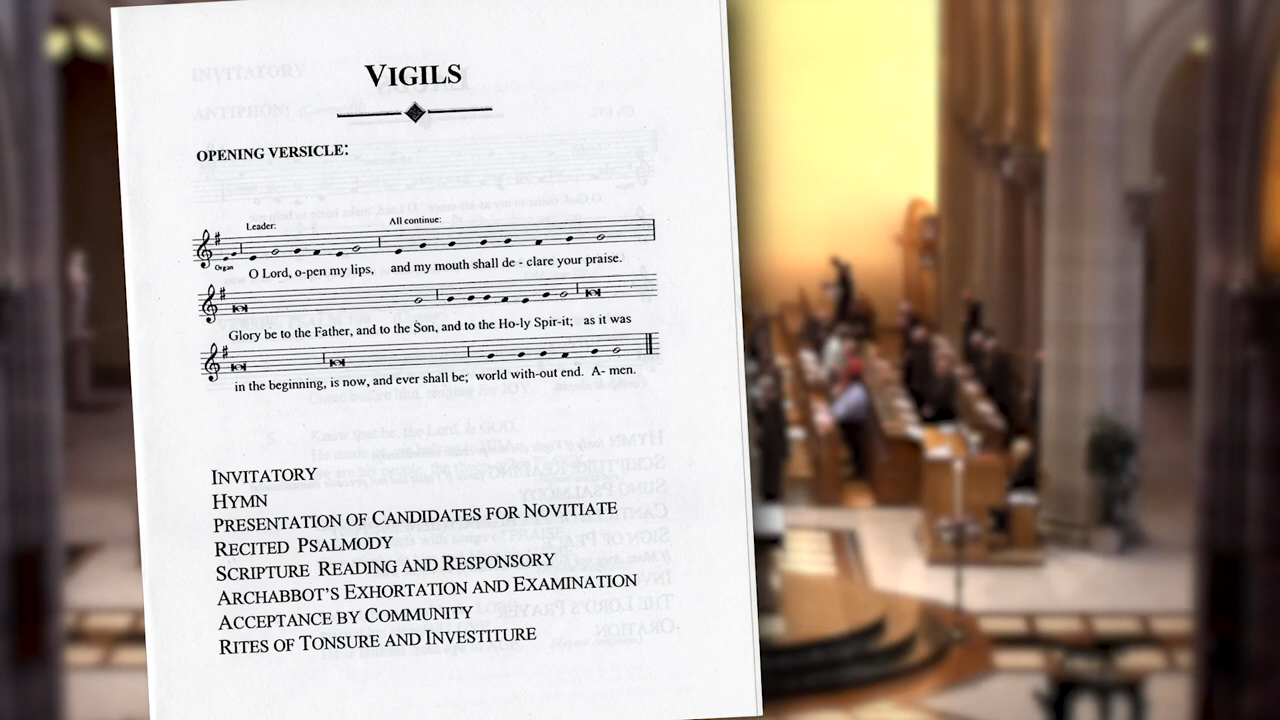 VIGILS
OPENING VERSICLE:
Leader: All continue:
Organ
O Lord, o-pen my lips, and my mouth shall de - clare your praise.
Glory be to the Father, and to the Son, and to the Ho-ly Spir-it; as it was
in the beginning, is now, and ever shall be; world with-out end. A- men.
INVITATORY
HYMN
PRESENTATION OF CANDIDATES FOR NOVITIATE
RECITED PSALMODY
SCRIPTURE READING AND RESPONSORY
ARCHABBOT'S EXHORTATION AND EXAMINATION
ACCEPTANCE BY COMMUNITY
RITES OF TONSURE AND INVESTITURE